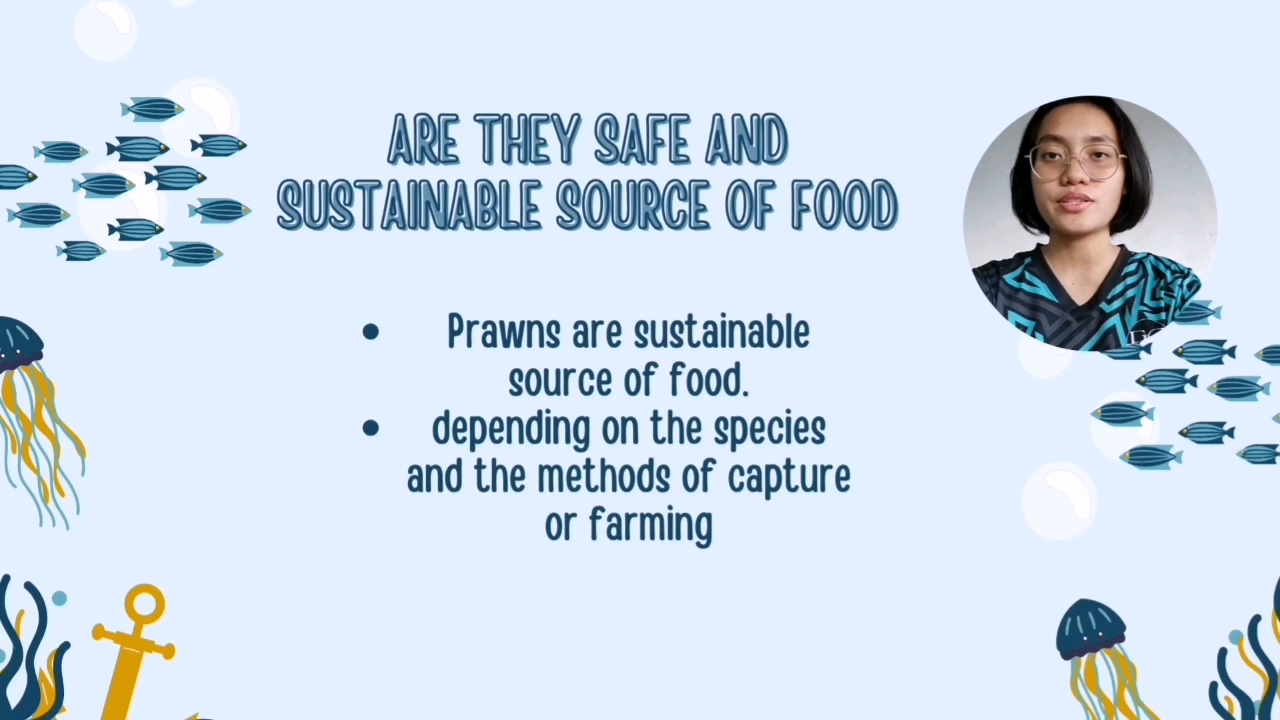 ARE THEY SAFE AND
SUSTAINABLE SOURCE OF FOOD
• Prawns are sustainable
source of food.
• depending on the species
and the methods of capture
or farming